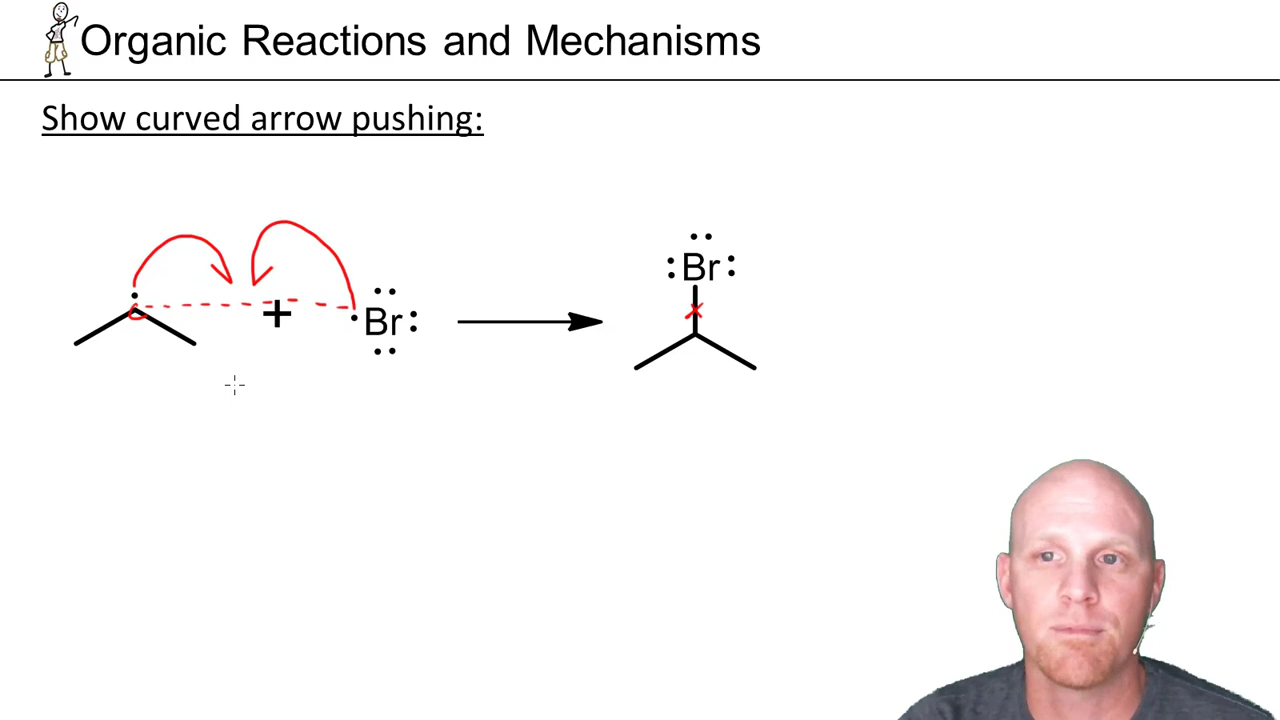 Organic Reactions and Mechanisms
Show curved arrow pushing:
:Br:
+
Br: